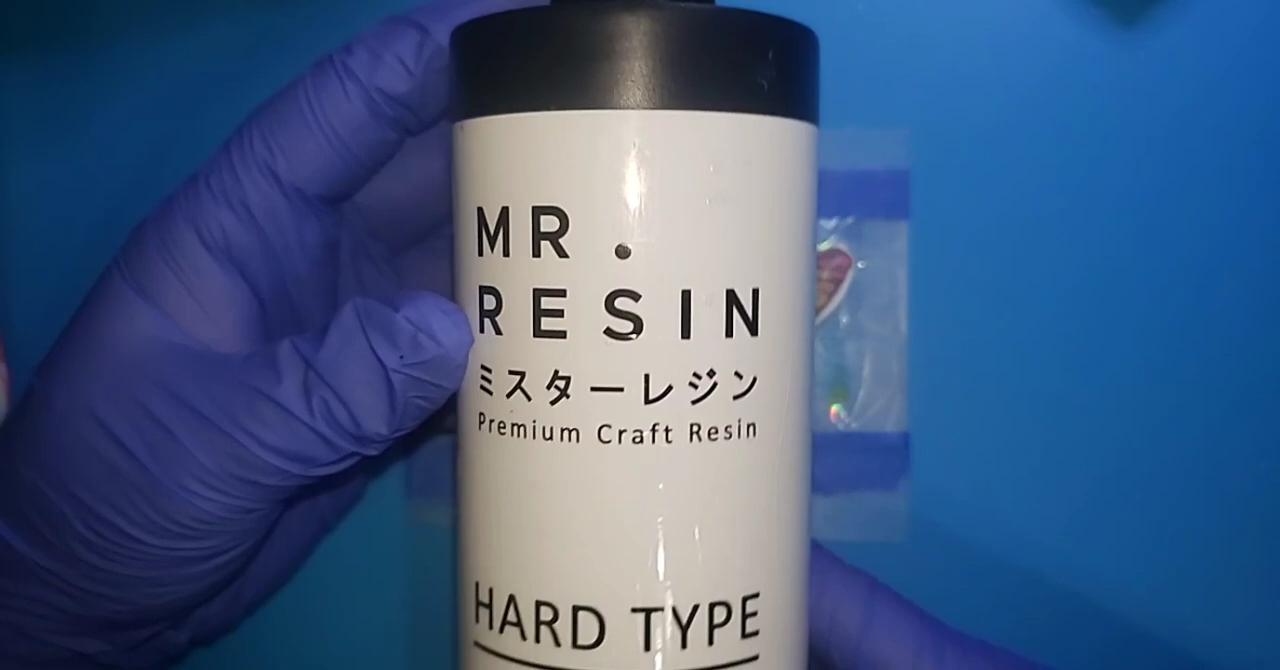 MR.
RESIN
ミスターレジン
Premium Craft Resin
HARD TYPE